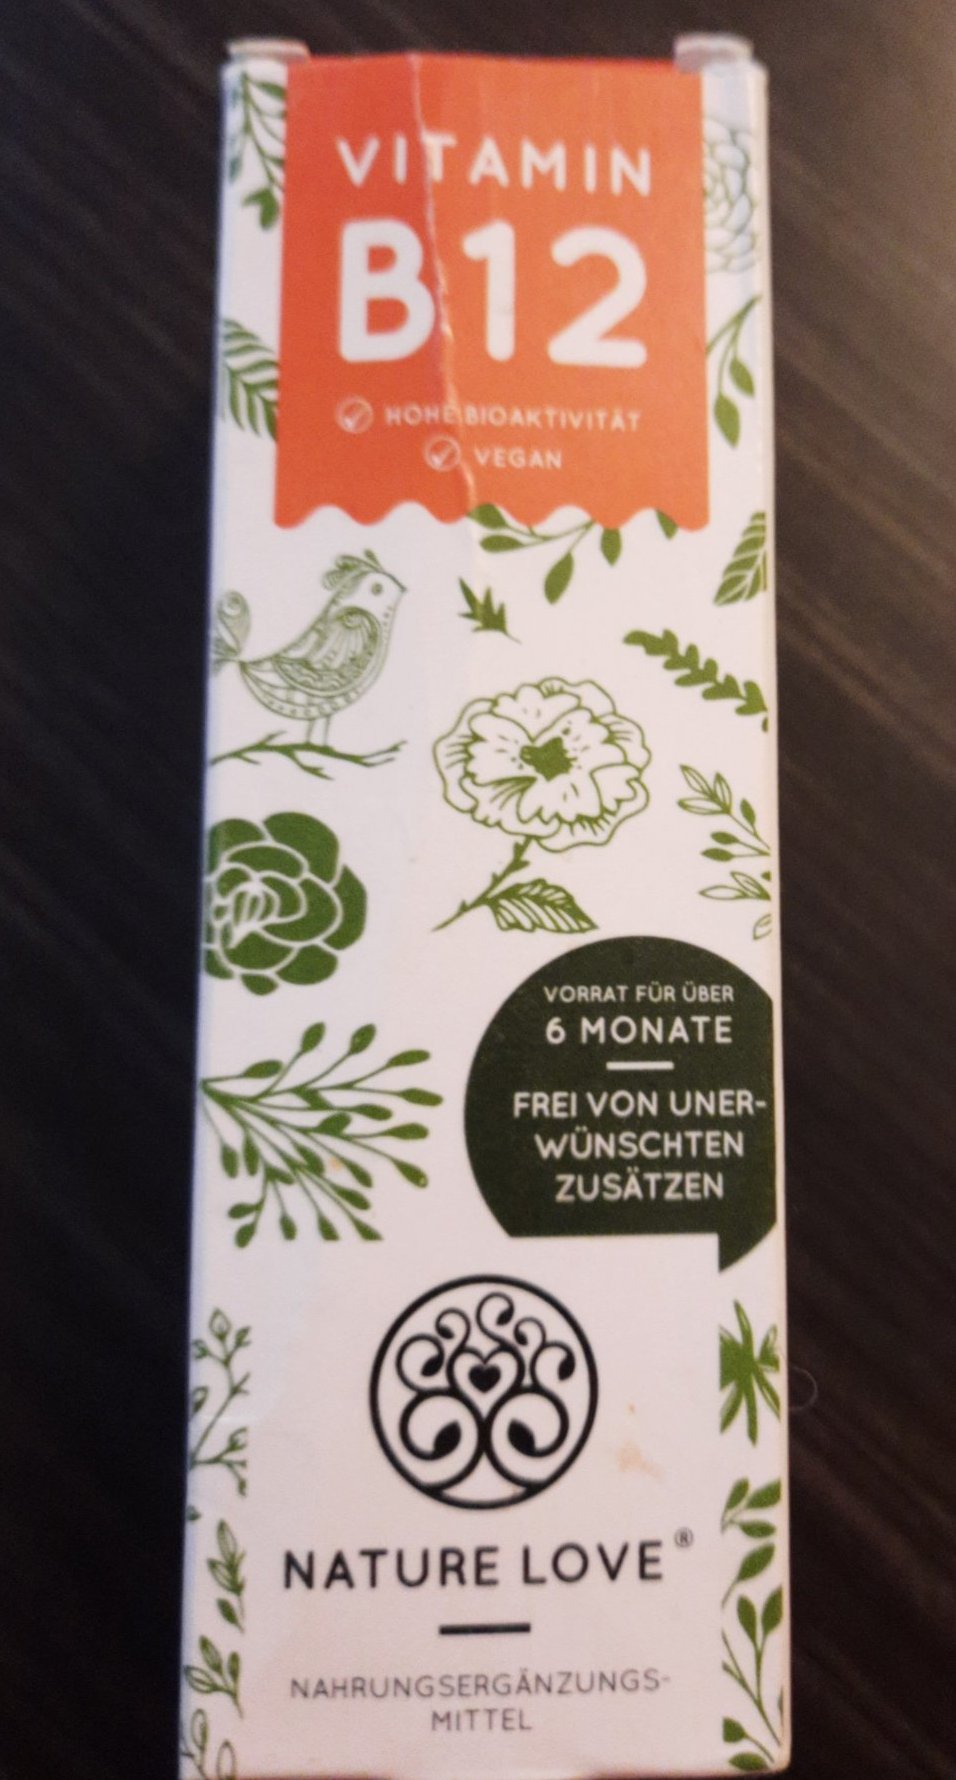 VITAMIN
B12
HOHE BIOAKTIVITÄT
VEGAN
VORRAT FÜR ÜBER
6 MONATE
FREI VON UNER-
WÜNSCHTEN
ZUSÄTZEN
NATURE LOVE®
NAHRUNGSERGÄNZUNGS-
MITTEL